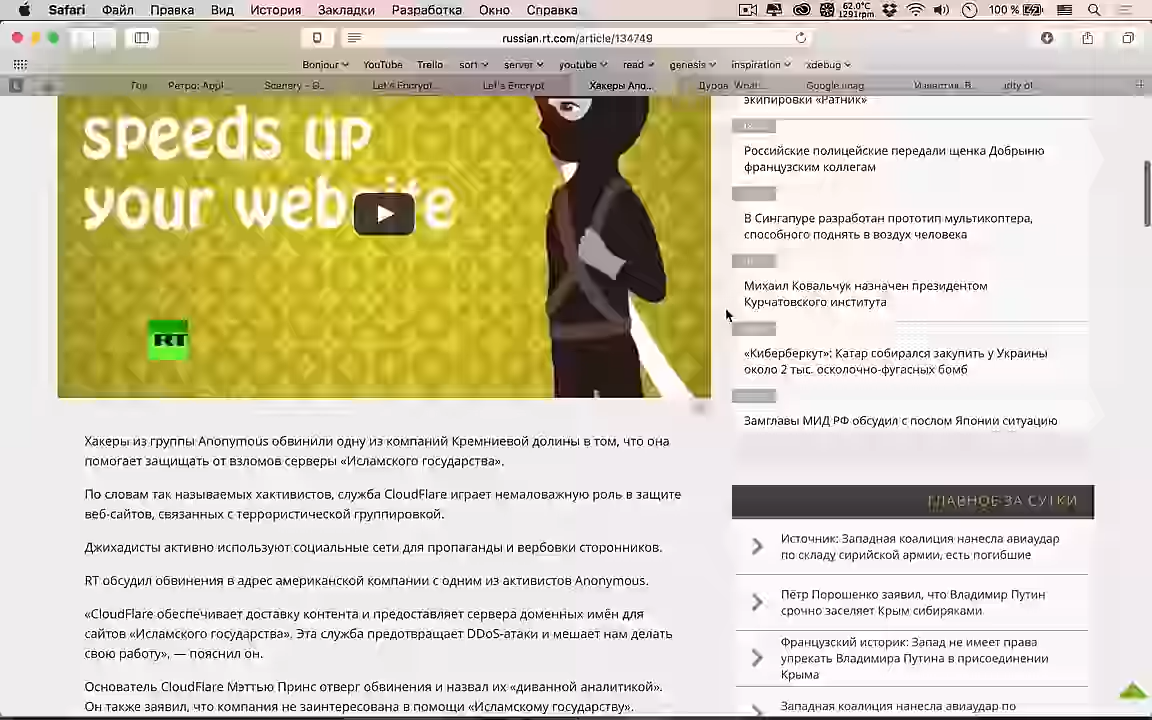 Safari Файл Правка Вид История Закладки Разработка Окно Справка
62.0°C
1291rpm
100 %
russian.rt.com/article/134749
Bonjour YouTube Trello sort server youtube read genesis inspiration xdebug
Top Ретро: Appl... Scenery – B... Let's Encrypt... Let's Encrypt Хакеры Ano... Дуров Google
speeds up
your website
RT
Хакеры из группы Anonymous обвинили одну из компаний Кремниевой долины в том, что она
помогает защищать от взломов серверы «Исламского государства».
По словам так называемых хактивистов, служба CloudFlare играет немаловажную роль в защите
веб-сайтов, связанных с террористической группировкой.
Джихадисты активно используют социальные сети для пропаганды и вербовки сторонников.
RT обсудил обвинения в адрес американской компании с одним из активистов Anonymous.
«CloudFlare обеспечивает доставку контента и предоставляет сервера доменных имён для
сайтов «Исламского государства». Эта служба предотвращает DDoS-атаки и мешает нам делать
свою работу», — пояснил он.
Основатель CloudFlare Мэттью Принс отверг обвинения и назвал их «диванной аналитикой».
Он также заявил, что компания не заинтересована в помощи «Исламскому государству».
экипировки «Ратник»
Российские полицейские передали щенка Добрыню
французским коллегам
В Сингапуре разработан прототип мультикоптера,
способного поднять в воздух человека
Михаил Ковальчук назначен президентом
Курчатовского института
«Киберберкут»: Катар собирался закупить у Украины
около 2 тыс. осколочно-фугасных бомб
Замглавы МИД РФ обсудил с послом Японии ситуацию
ГЛАВНОЕ ЗА СУТКИ
Источник: Западная коалиция нанесла авиаудар
по складу сирийской армии, есть погибшие
Пётр Порошенко заявил, что Владимир Путин
срочно заселяет Крым сибиряками
Французский историк: Запад не имеет права
упрекать Владимира Путина в присоединении
Крыма
Западная коалиция нанесла авиаудар по